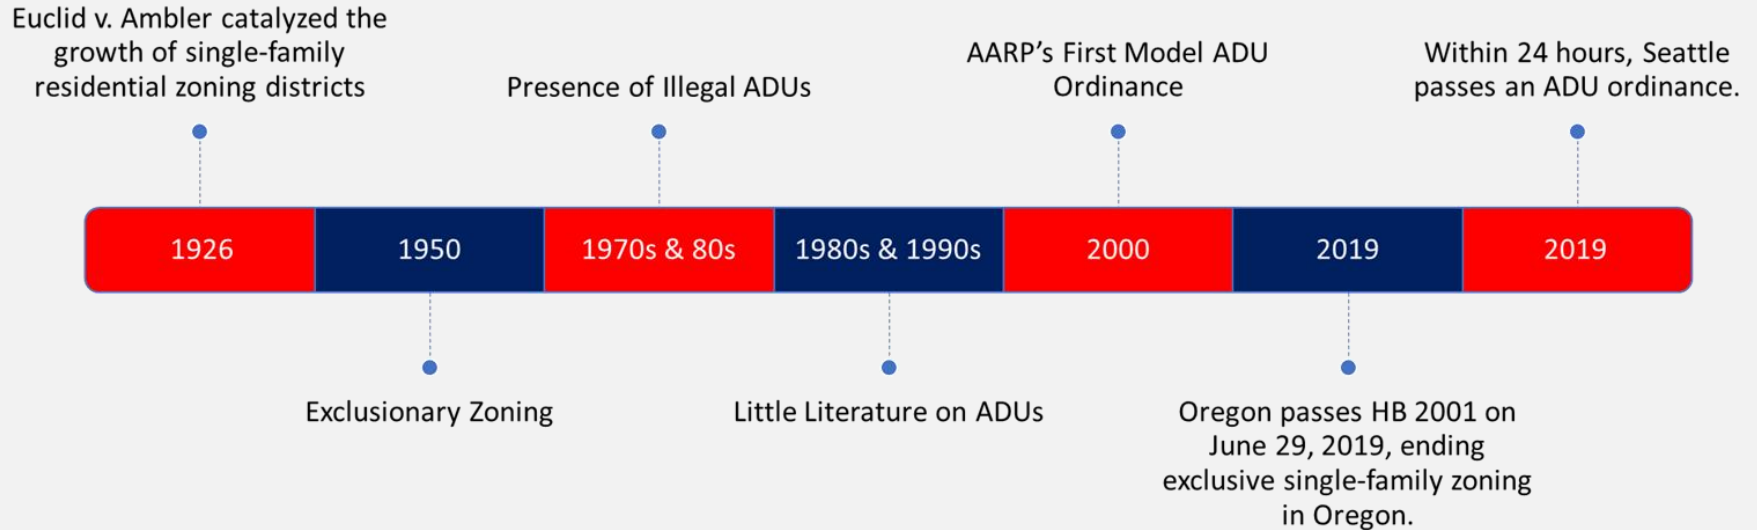 Euclid v. Ambler catalyzed the
growth of single-family
residential zoning districts
Presence of Illegal ADUs
AARP’s First Model ADU
Ordinance
Within 24 hours, Seattle
passes an ADU ordinance.
1926
1950
1970s & 80s
1980s & 1990s
2000
2019
2019
Exclusionary Zoning
Little Literature on ADUs
Oregon passes HB 2001 on
June 29, 2019, ending
exclusive single-family zoning
in Oregon.